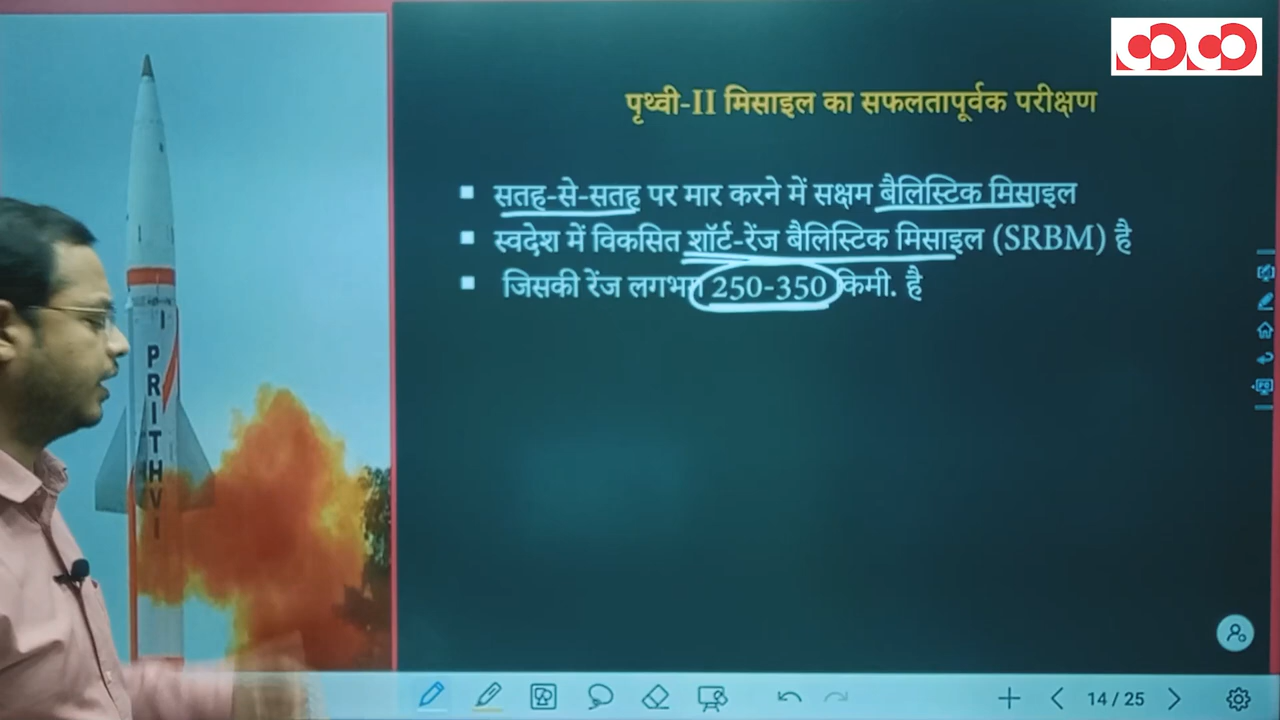 पृथ्वी-II मिसाइल का सफलतापूर्वक परीक्षण
▪ सतह-से-सतह पर मार करने में सक्षम बैलिस्टिक मिसाइल
▪ स्वदेश में विकसित शॉर्ट-रेंज बैलिस्टिक मिसाइल (SRBM) है
▪ जिसकी रेंज लगभग 250-350 किमी. है
PRITHVI
14 / 25